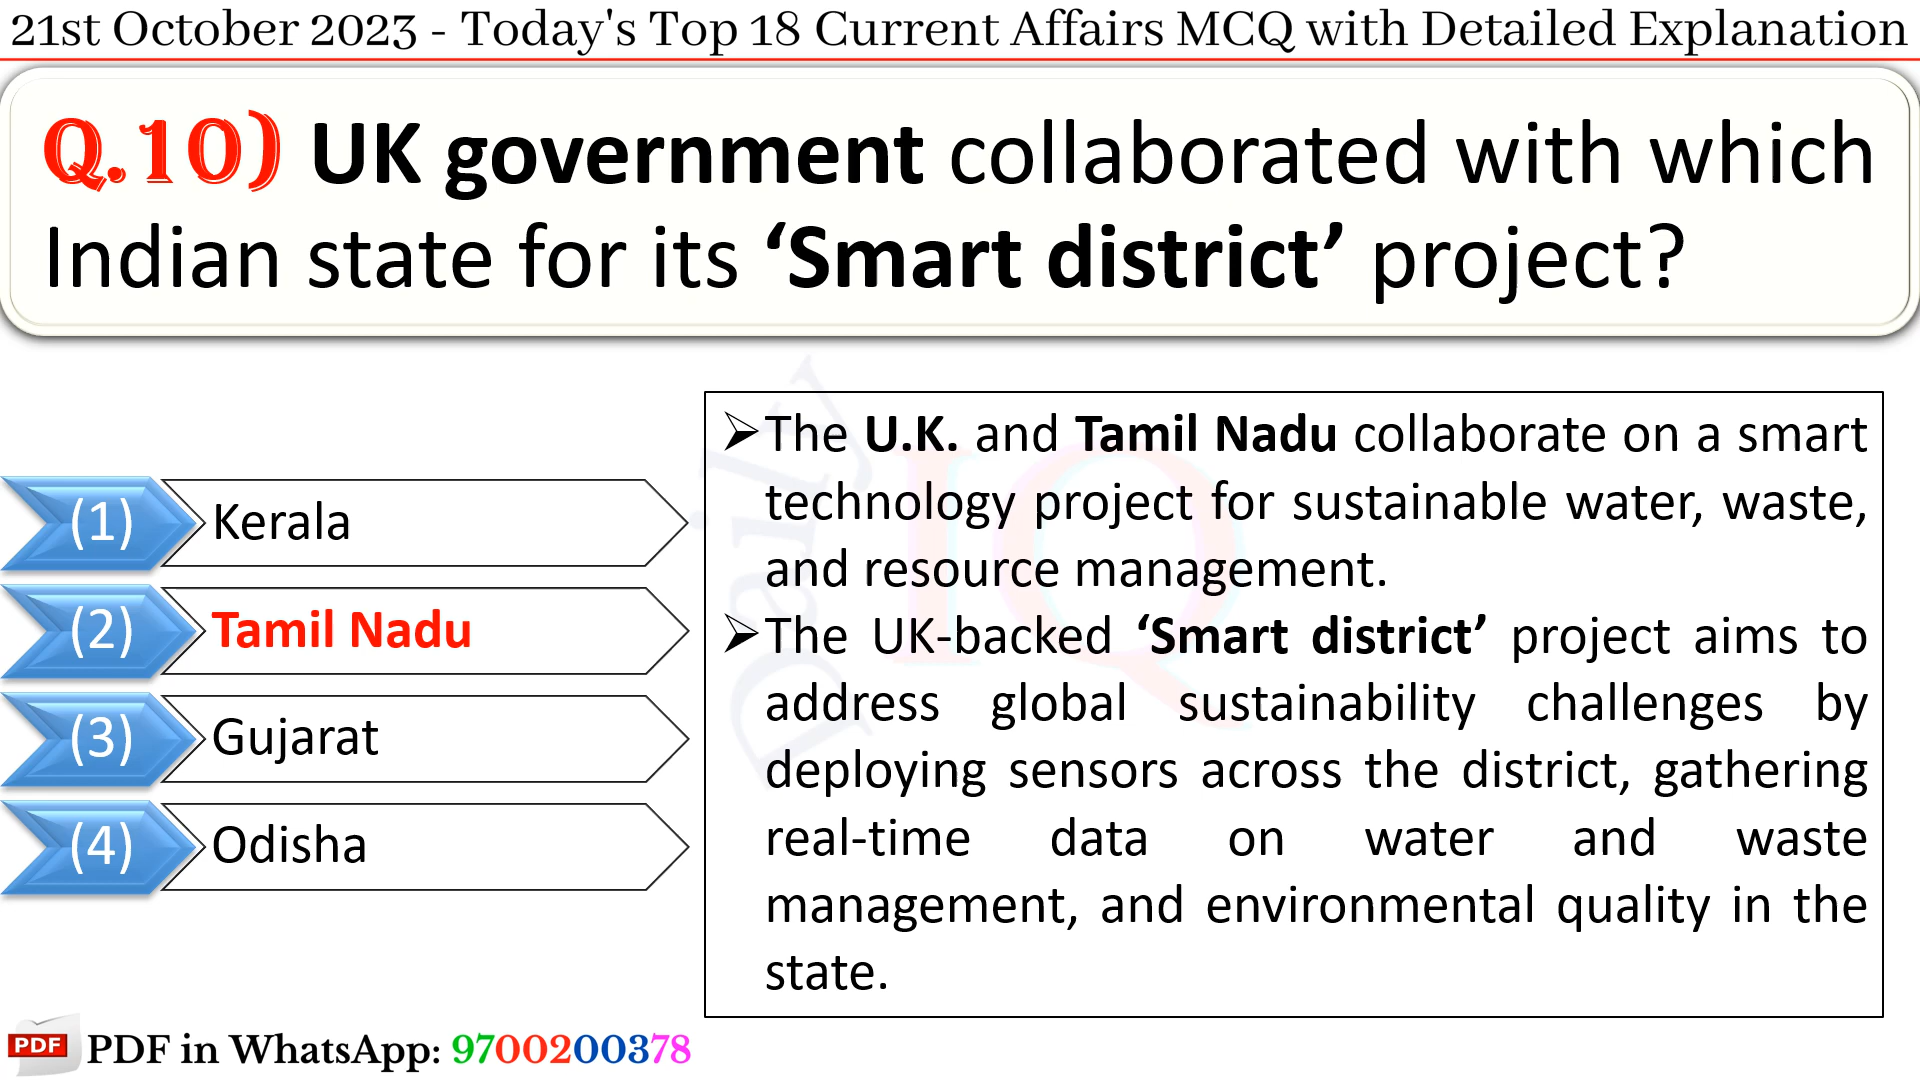 21st October 2023 - Today's Top 18 Current Affairs MCQ with Detailed Explanation
Q.10) UK government collaborated with which
Indian state for its ‘Smart district’ project?
(1) Kerala
(2) Tamil Nadu
(3) Gujarat
(4) Odisha
➢The U.K. and Tamil Nadu collaborate on a smart
technology project for sustainable water, waste,
and resource management.
➢The UK-backed ‘Smart district’ project aims to
address global sustainability challenges by
deploying sensors across the district, gathering
real-time data on water and waste
management, and environmental quality in the
state.
Daily IQ
PDF PDF in WhatsApp: 9700200378